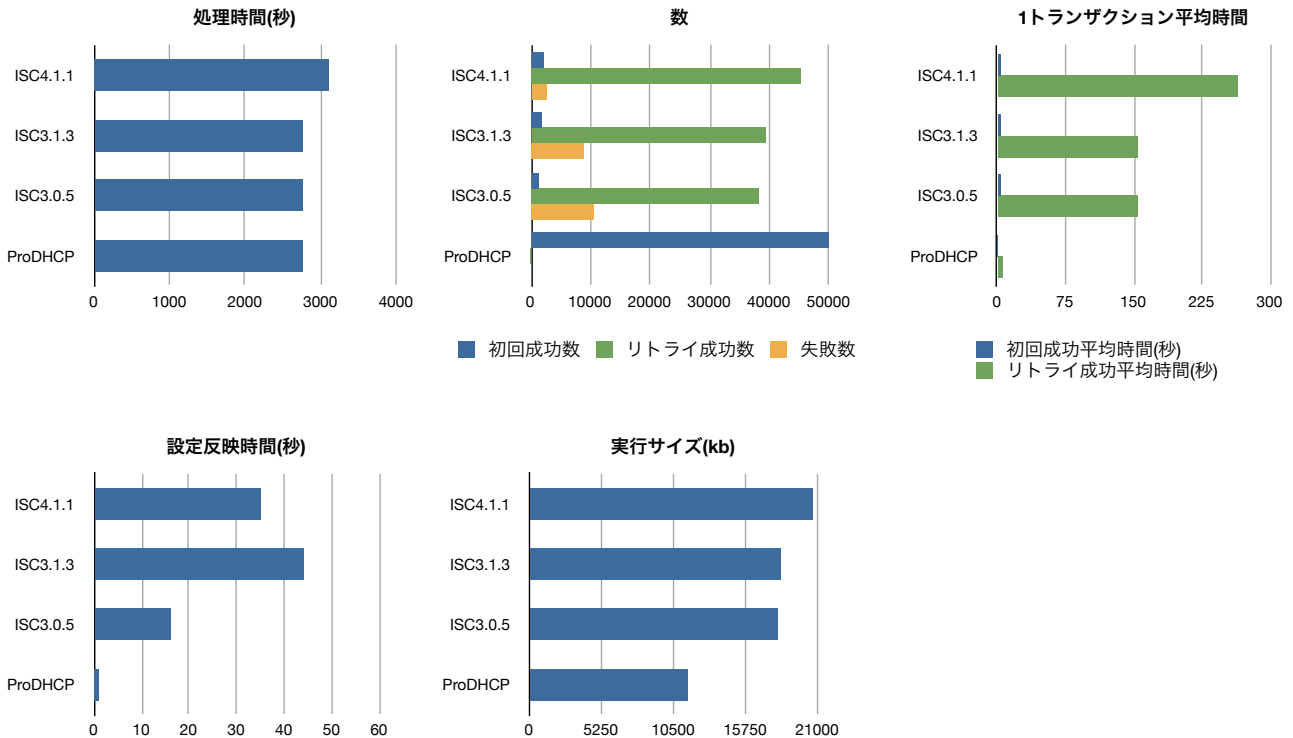 処理時間(秒)
ISC4.1.1
ISC3.1.3
ISC3.0.5
ProDHCP
0 1000 2000 3000 4000
数
ISC4.1.1
ISC3.1.3
ISC3.0.5
ProDHCP
0 10000 20000 30000 40000 50000
初回成功数 リトライ成功数 失敗数
1トランザクション平均時間
ISC4.1.1
ISC3.1.3
ISC3.0.5
ProDHCP
0 75 150 225 300
初回成功平均時間(秒)
リトライ成功平均時間(秒)
設定反映時間(秒)
ISC4.1.1
ISC3.1.3
ISC3.0.5
ProDHCP
0 10 20 30 40 50 60
実行サイズ(kb)
ISC4.1.1
ISC3.1.3
ISC3.0.5
ProDHCP
0 5250 10500 15750 21000